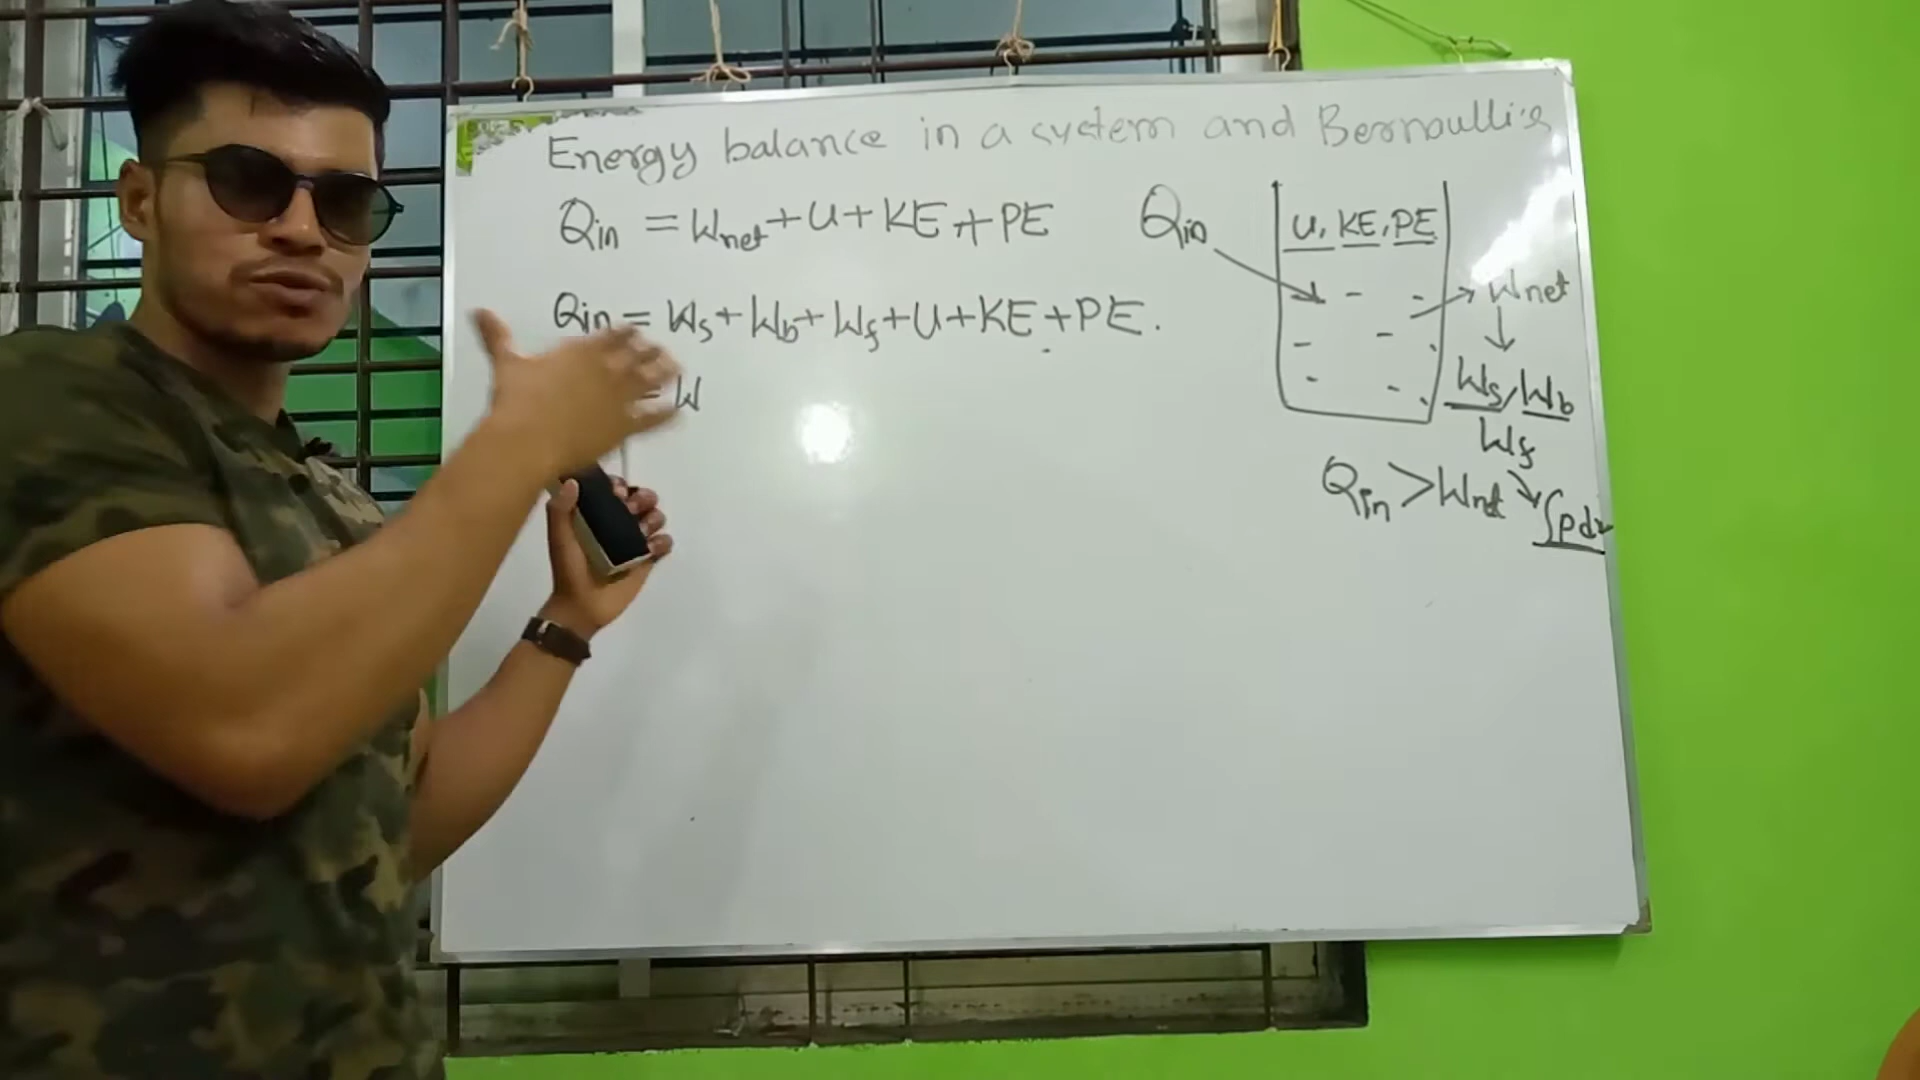 Energy balance in a system and Bernoulli's
Qin = Wnet + U + KE + PE
Qin = Ws + Wb + Wf + U + KE + PE.
= W
Qin
U, KE, PE
Wnet
Ws/Wb
Wf
Qin > Wnet
∫pdv